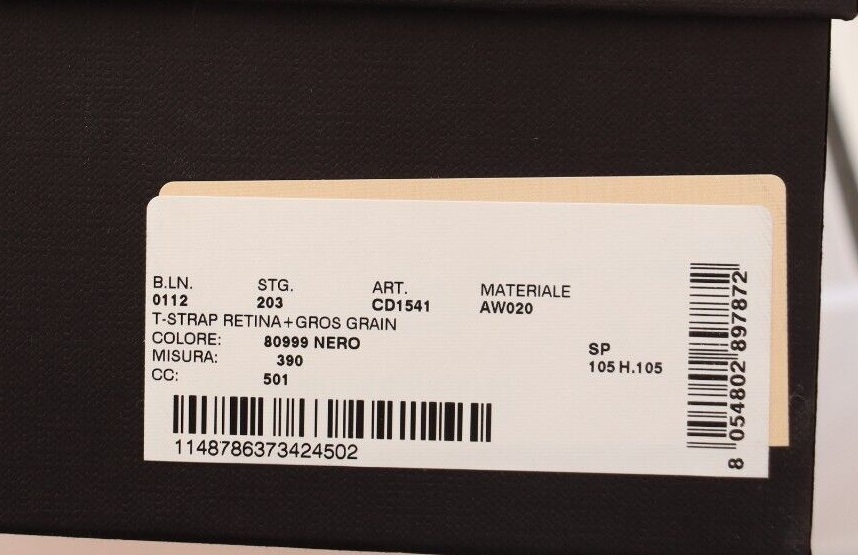 B.LN. STG. ART. MATERIALE
0112 203 CD1541 AW020
T-STRAP RETINA+GROS GRAIN
COLORE: 80999 NERO
MISURA: 390
CC: 501
SP
105 H.105
1148786373424502
8 054802 897872